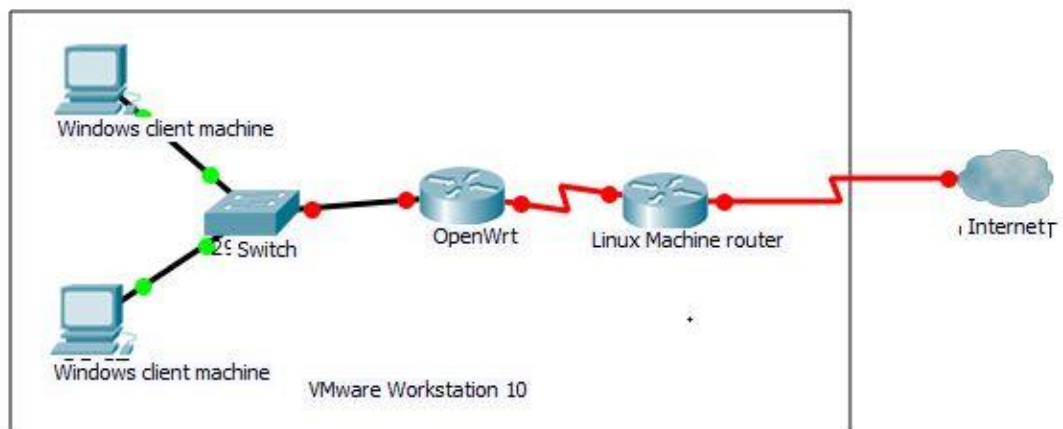 Windows client machine
Switch
OpenWrt
Linux Machine router
Internet
Windows client machine
VMware Workstation 10